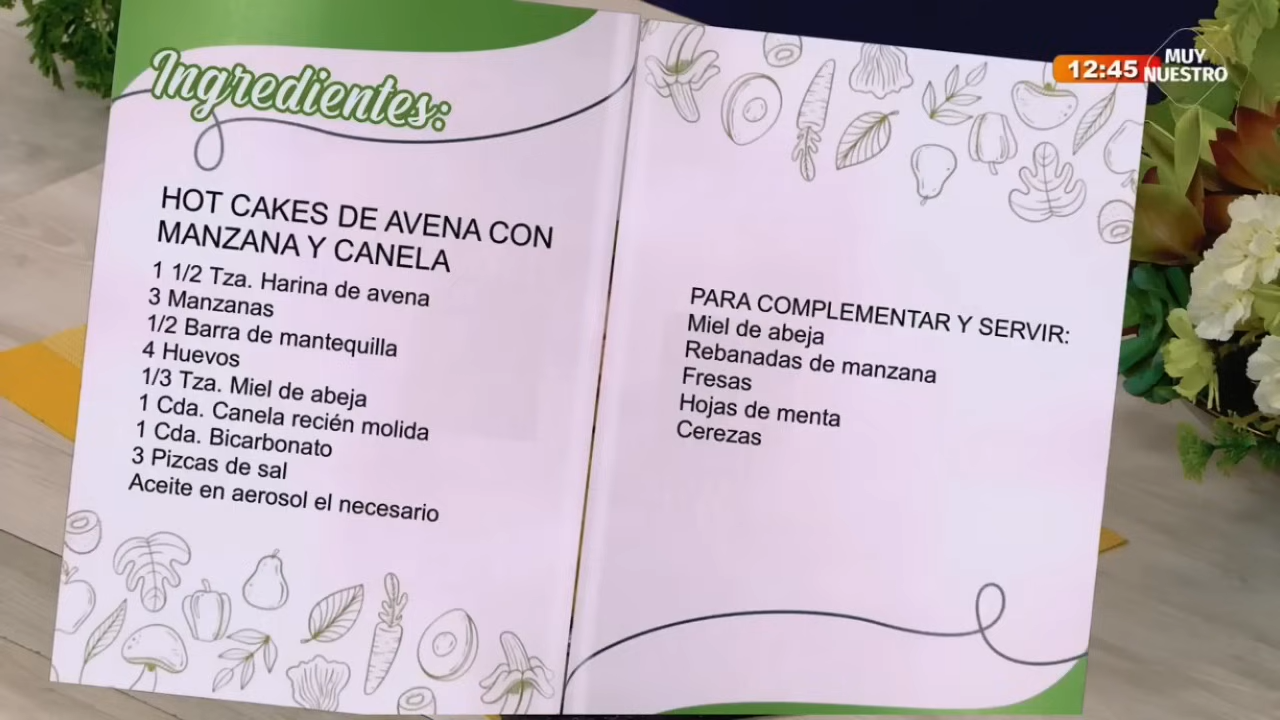 Ingredientes:
HOT CAKES DE AVENA CON
MANZANA Y CANELA
1 1/2 Tza. Harina de avena
3 Manzanas
1/2 Barra de mantequilla
4 Huevos
1/3 Tza. Miel de abeja
1 Cda. Canela recién molida
1 Cda. Bicarbonato
3 Pizcas de sal
Aceite en aerosol el necesario
PARA COMPLEMENTAR Y SERVIR:
Miel de abeja
Rebanadas de manzana
Fresas
Hojas de menta
Cerezas
12:45
MUY
NUESTRO